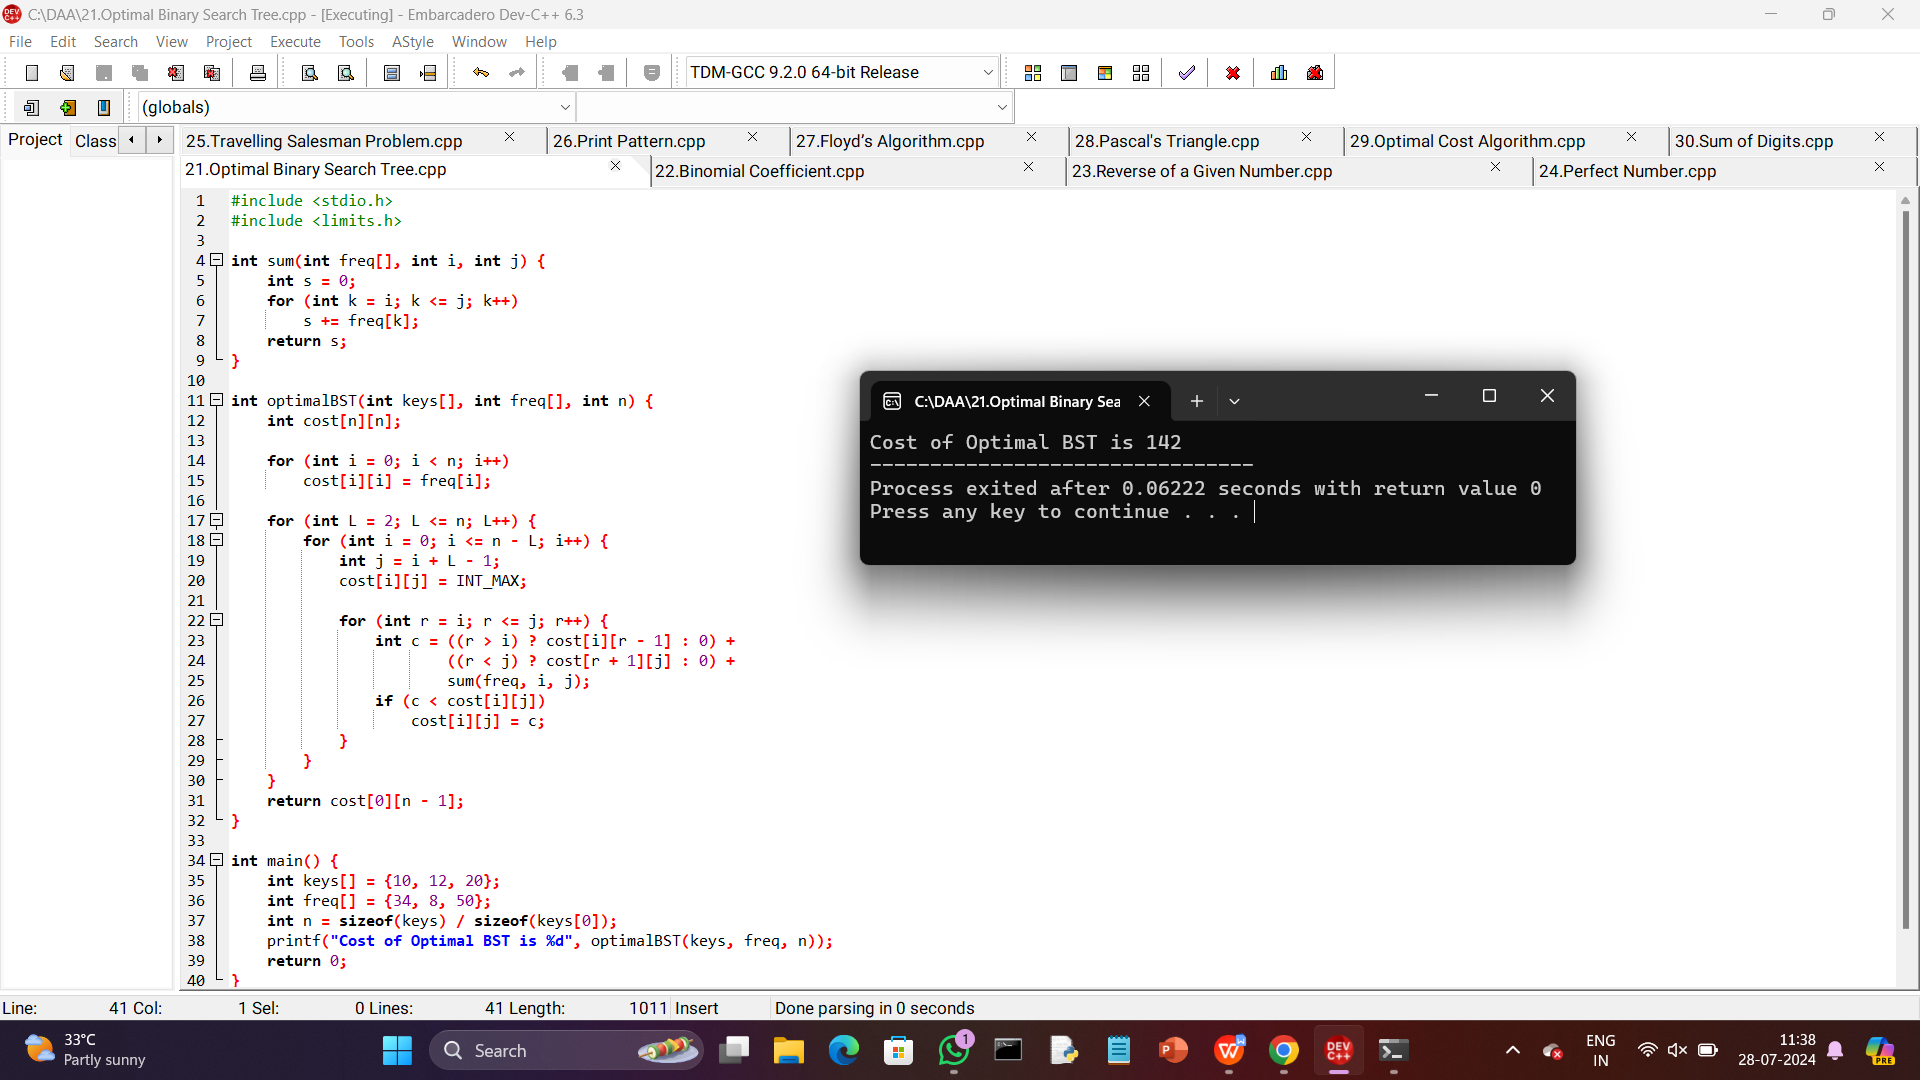 C:\DAA\21.Optimal Binary Search Tree.cpp - [Executing] - Embarcadero Dev-C++ 6.3
File Edit Search View Project Execute Tools AStyle Window Help
TDM-GCC 9.2.0 64-bit Release
(globals)
Project Class
25.Travelling Salesman Problem.cpp 26.Print Pattern.cpp 27.Floyd’s Algorithm.cpp 28.Pascal's Triangle.cpp 29.Optimal Cost Algorithm.cpp 30.Sum of Digits.cpp
21.Optimal Binary Search Tree.cpp 22.Binomial Coefficient.cpp 23.Reverse of a Given Number.cpp 24.Perfect Number.cpp
1 #include <stdio.h>
2 #include <limits.h>
3
4 int sum(int freq[], int i, int j) {
5 int s = 0;
6 for (int k = i; k <= j; k++)
7 s += freq[k];
8 return s;
9 }
10
11 int optimalBST(int keys[], int freq[], int n) {
12 int cost[n][n];
13
14 for (int i = 0; i < n; i++)
15 cost[i][i] = freq[i];
16
17 for (int L = 2; L <= n; L++) {
18 for (int i = 0; i <= n - L; i++) {
19 int j = i + L - 1;
20 cost[i][j] = INT_MAX;
21
22 for (int r = i; r <= j; r++) {
23 int c = ((r > i) ? cost[i][r - 1] : 0) +
24 ((r < j) ? cost[r + 1][j] : 0) +
25 sum(freq, i, j);
26 if (c < cost[i][j])
27 cost[i][j] = c;
28 }
29 }
30 }
31 return cost[0][n - 1];
32 }
33
34 int main() {
35 int keys[] = {10, 12, 20};
36 int freq[] = {34, 8, 50};
37 int n = sizeof(keys) / sizeof(keys[0]);
38 printf("Cost of Optimal BST is %d", optimalBST(keys, freq, n));
39 return 0;
40 }
C:\DAA\21.Optimal Binary Sea
Cost of Optimal BST is 142
--------------------------------
Process exited after 0.06222 seconds with return value 0
Press any key to continue . . .
Line: 41 Col: 1 Sel: 0 Lines: 41 Length: 1011 Insert Done parsing in 0 seconds
33°C
Partly sunny
Search
1
DEV C++
ENG
IN
11:38
28-07-2024
PRE